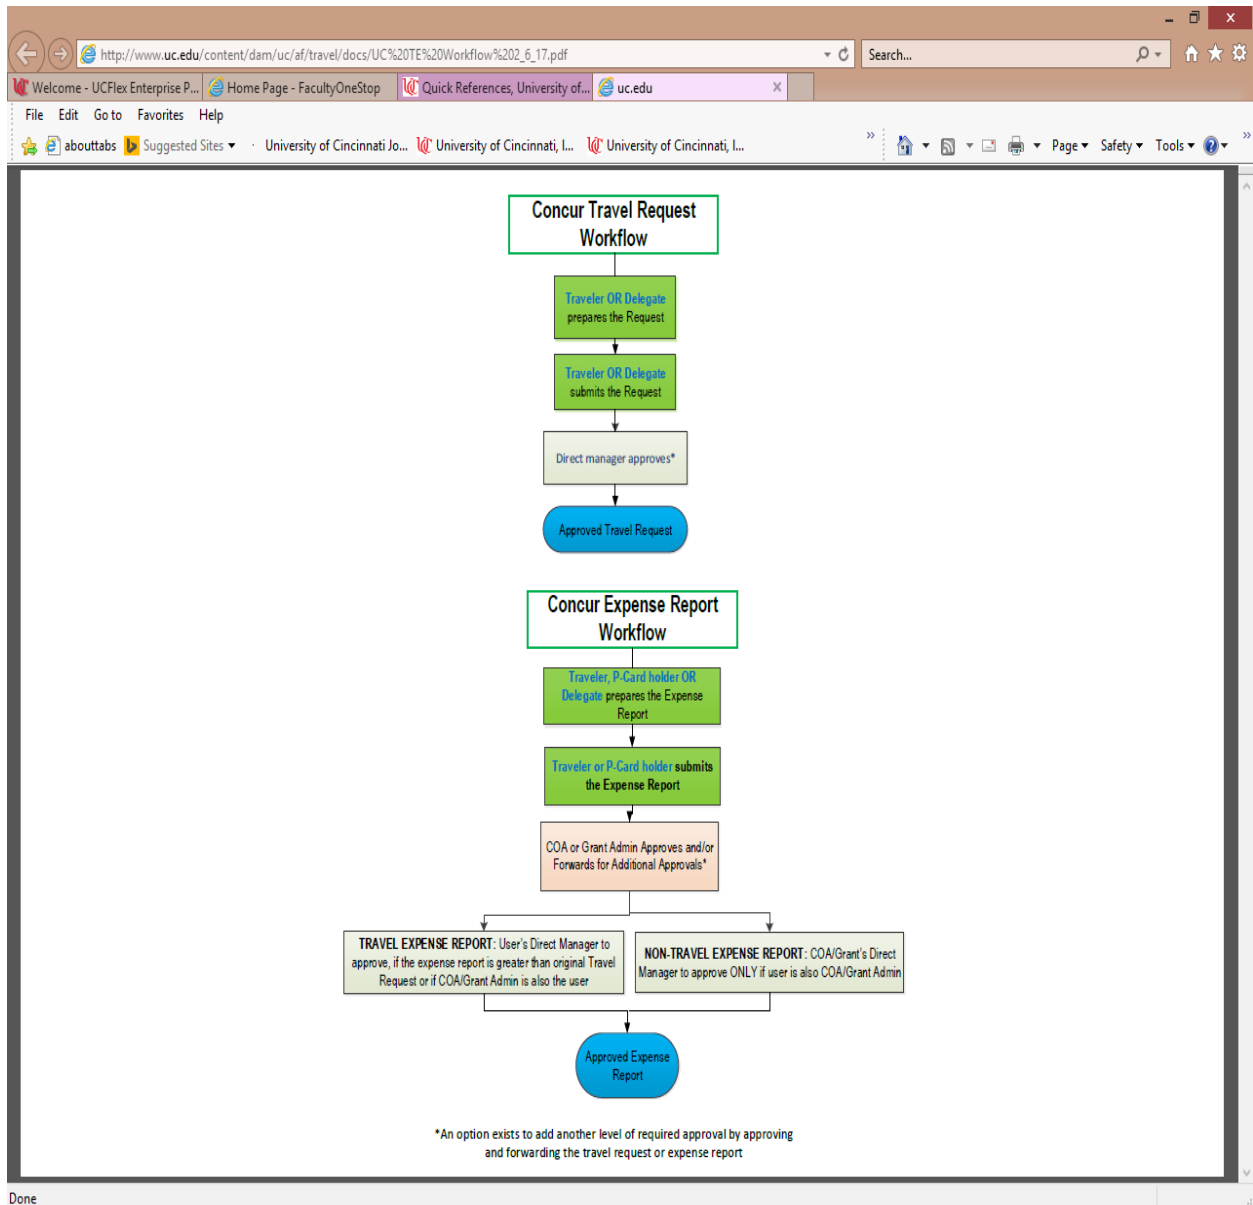 http://www.uc.edu/content/dam/uc/af/travel/docs/UC%20TE%20Workflow%202_6_17.pdf
Search...
Welcome - UCFlex Enterprise P...
Home Page - FacultyOneStop
Quick References, University of...
uc.edu
File Edit Go to Favorites Help
abouttabs
Suggested Sites
University of Cincinnati Jo...
University of Cincinnati, I...
University of Cincinnati, I...
Page
Safety
Tools
Concur Travel Request
Workflow
Traveler OR Delegate
prepares the Request
Traveler OR Delegate
submits the Request
Direct manager approves*
Approved Travel Request
Concur Expense Report
Workflow
Traveler, P-Card holder OR
Delegate prepares the Expense
Report
Traveler or P-Card holder submits
the Expense Report
COA or Grant Admin Approves and/or
Forwards for Additional Approvals*
TRAVEL EXPENSE REPORT: User's Direct Manager to
approve, if the expense report is greater than original Travel
Request or if COA/Grant Admin is also the user
NON-TRAVEL EXPENSE REPORT: COA/Grant's Direct
Manager to approve ONLY if user is also COA/Grant Admin
Approved Expense
Report
*An option exists to add another level of required approval by approving
and forwarding the travel request or expense report
Done